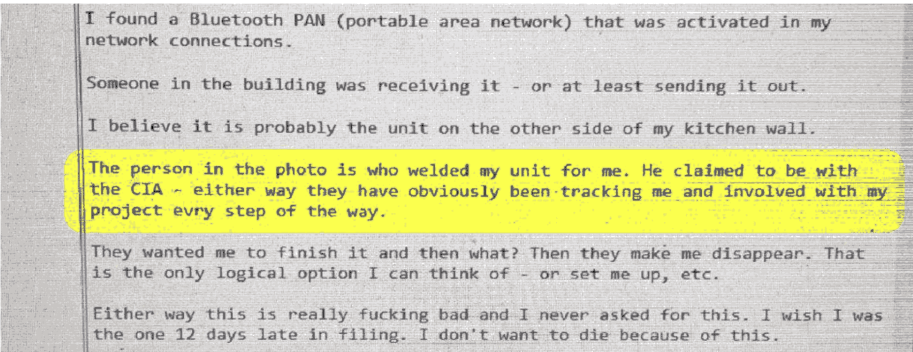 I found a Bluetooth PAN (portable area network) that was activated in my
network connections.
Someone in the building was receiving it - or at least sending it out.
I believe it is probably the unit on the other side of my kitchen wall.
The person in the photo is who welded my unit for me. He claimed to be with
the CIA - either way they have obviously been tracking me and involved with my
project evry step of the way.
They wanted me to finish it and then what? Then they make me disappear. That
is the only logical option I can think of - or set me up, etc.
Either way this is really fucking bad and I never asked for this. I wish I was
the one 12 days late in filing. I don't want to die because of this.